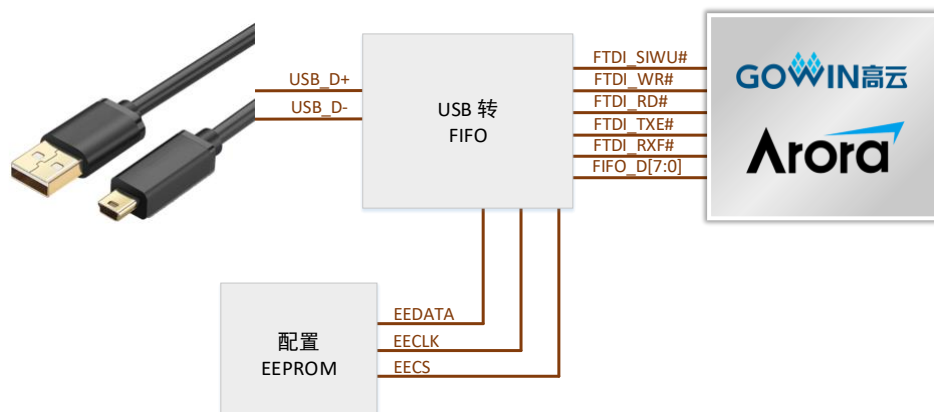 USB_D+
USB_D-
USB 转
FIFO
FTDI_SIWU#
FTDI_WR#
FTDI_RD#
FTDI_TXE#
FTDI_RXF#
FIFO_D[7:0]
GOWIN高云
Arora
配置
EEPROM
EEDATA
EECLK
EECS